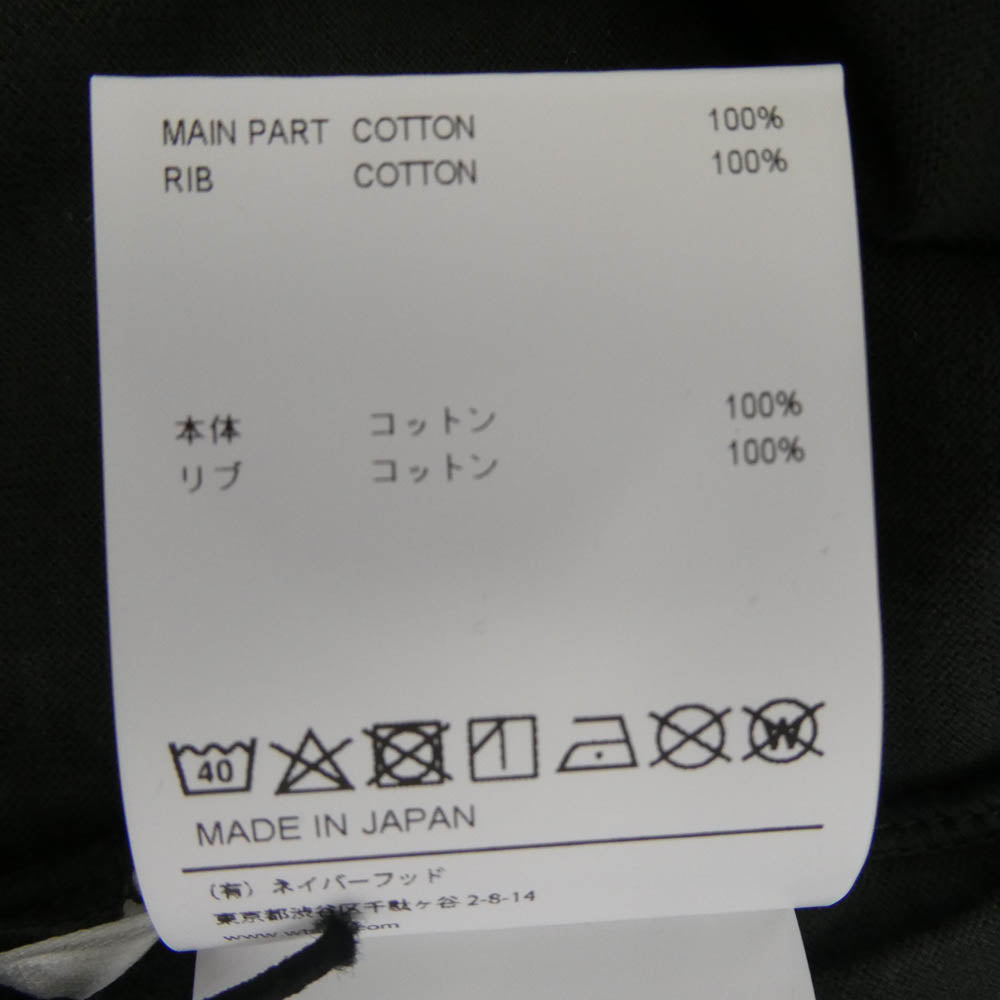 MAIN PART COTTON 100%
RIB COTTON 100%
本体 コットン 100%
リブ コットン 100%
40 W
MADE IN JAPAN
(有) ネイバーフッド
東京都渋谷区千駄ヶ谷 2-8-14